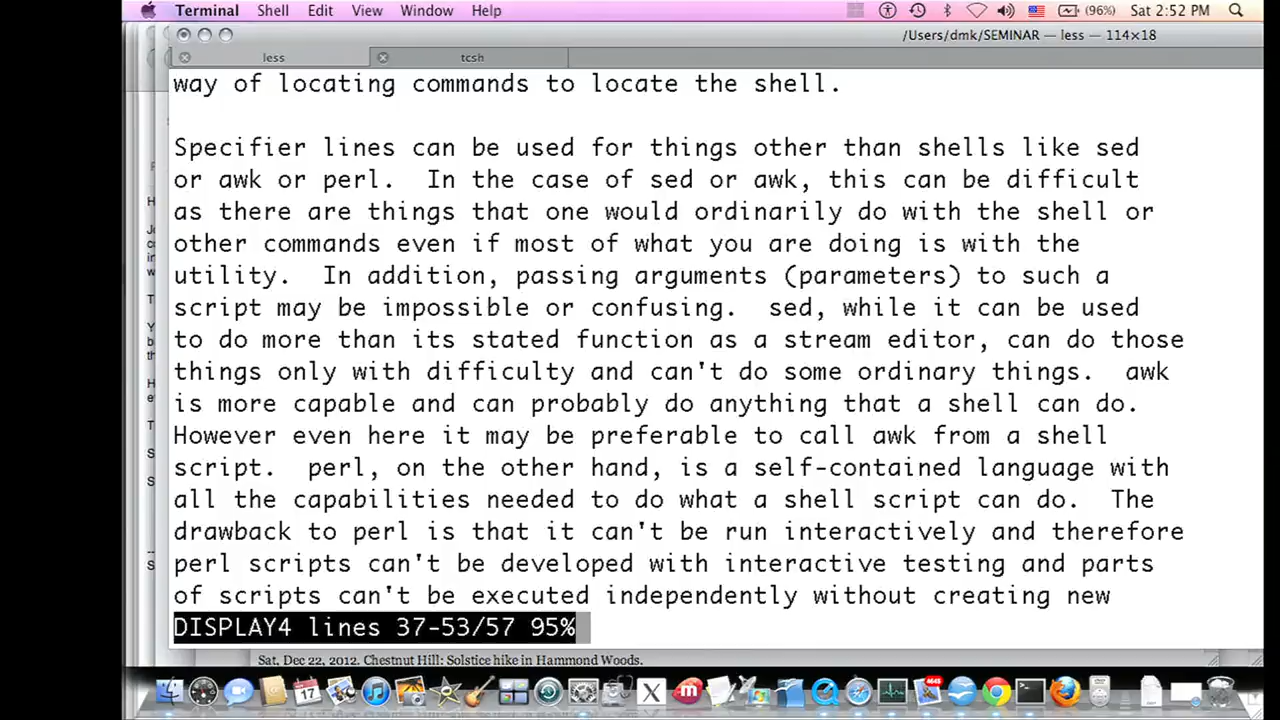 Terminal Shell Edit View Window Help (96%) Sat 2:52 PM
/Users/dmk/SEMINAR — less — 114×18
less tcsh
way of locating commands to locate the shell.
Specifier lines can be used for things other than shells like sed
or awk or perl.  In the case of sed or awk, this can be difficult
as there are things that one would ordinarily do with the shell or
other commands even if most of what you are doing is with the
utility.  In addition, passing arguments (parameters) to such a
script may be impossible or confusing.  sed, while it can be used
to do more than its stated function as a stream editor, can do those
things only with difficulty and can't do some ordinary things.  awk
is more capable and can probably do anything that a shell can do.
However even here it may be preferable to call awk from a shell
script.  perl, on the other hand, is a self-contained language with
all the capabilities needed to do what a shell script can do.  The
drawback to perl is that it can't be run interactively and therefore
perl scripts can't be developed with interactive testing and parts
of scripts can't be executed independently without creating new
DISPLAY4 lines 37-53/57 95%
Sat, Dec 22, 2012. Chestnut Hill: Solstice hike in Hammond Woods.
17
X
m